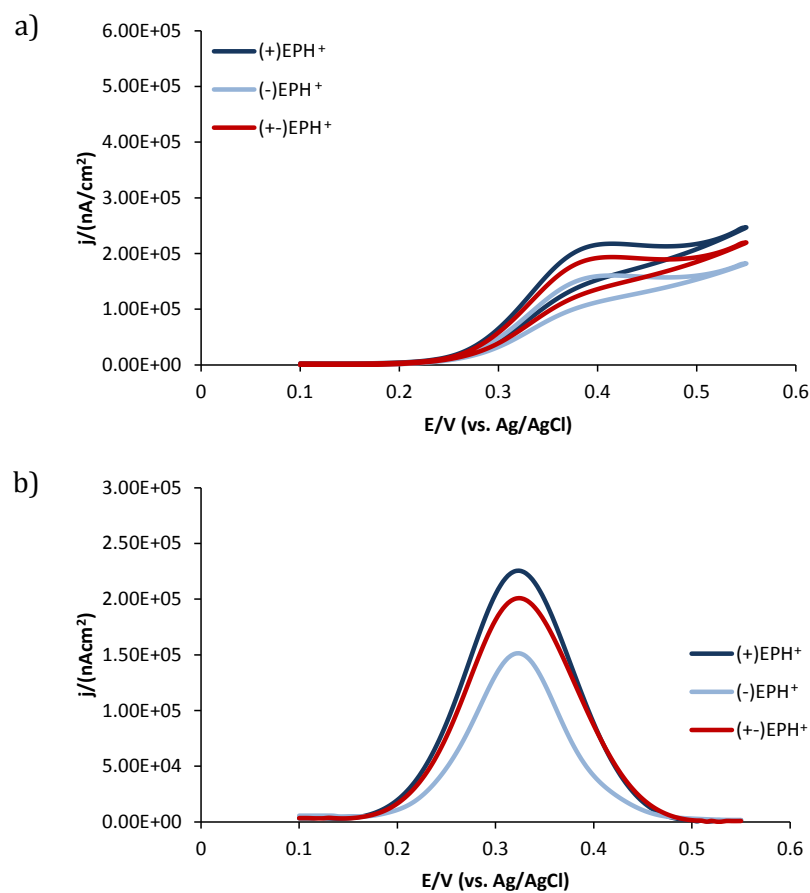 a)
6.00E+05
5.00E+05
4.00E+05
3.00E+05
2.00E+05
1.00E+05
0.00E+00
j/(nA/cm²)
(+)EPH⁺
(-)EPH⁺
(+-)EPH⁺
0 0.1 0.2 0.3 0.4 0.5 0.6
E/V (vs. Ag/AgCl)
b)
3.00E+05
2.50E+05
2.00E+05
1.50E+05
1.00E+05
5.00E+04
0.00E+00
j/(nAcm²)
(+)EPH⁺
(-)EPH⁺
(+-)EPH⁺
0 0.1 0.2 0.3 0.4 0.5 0.6
E/V (vs. Ag/AgCl)